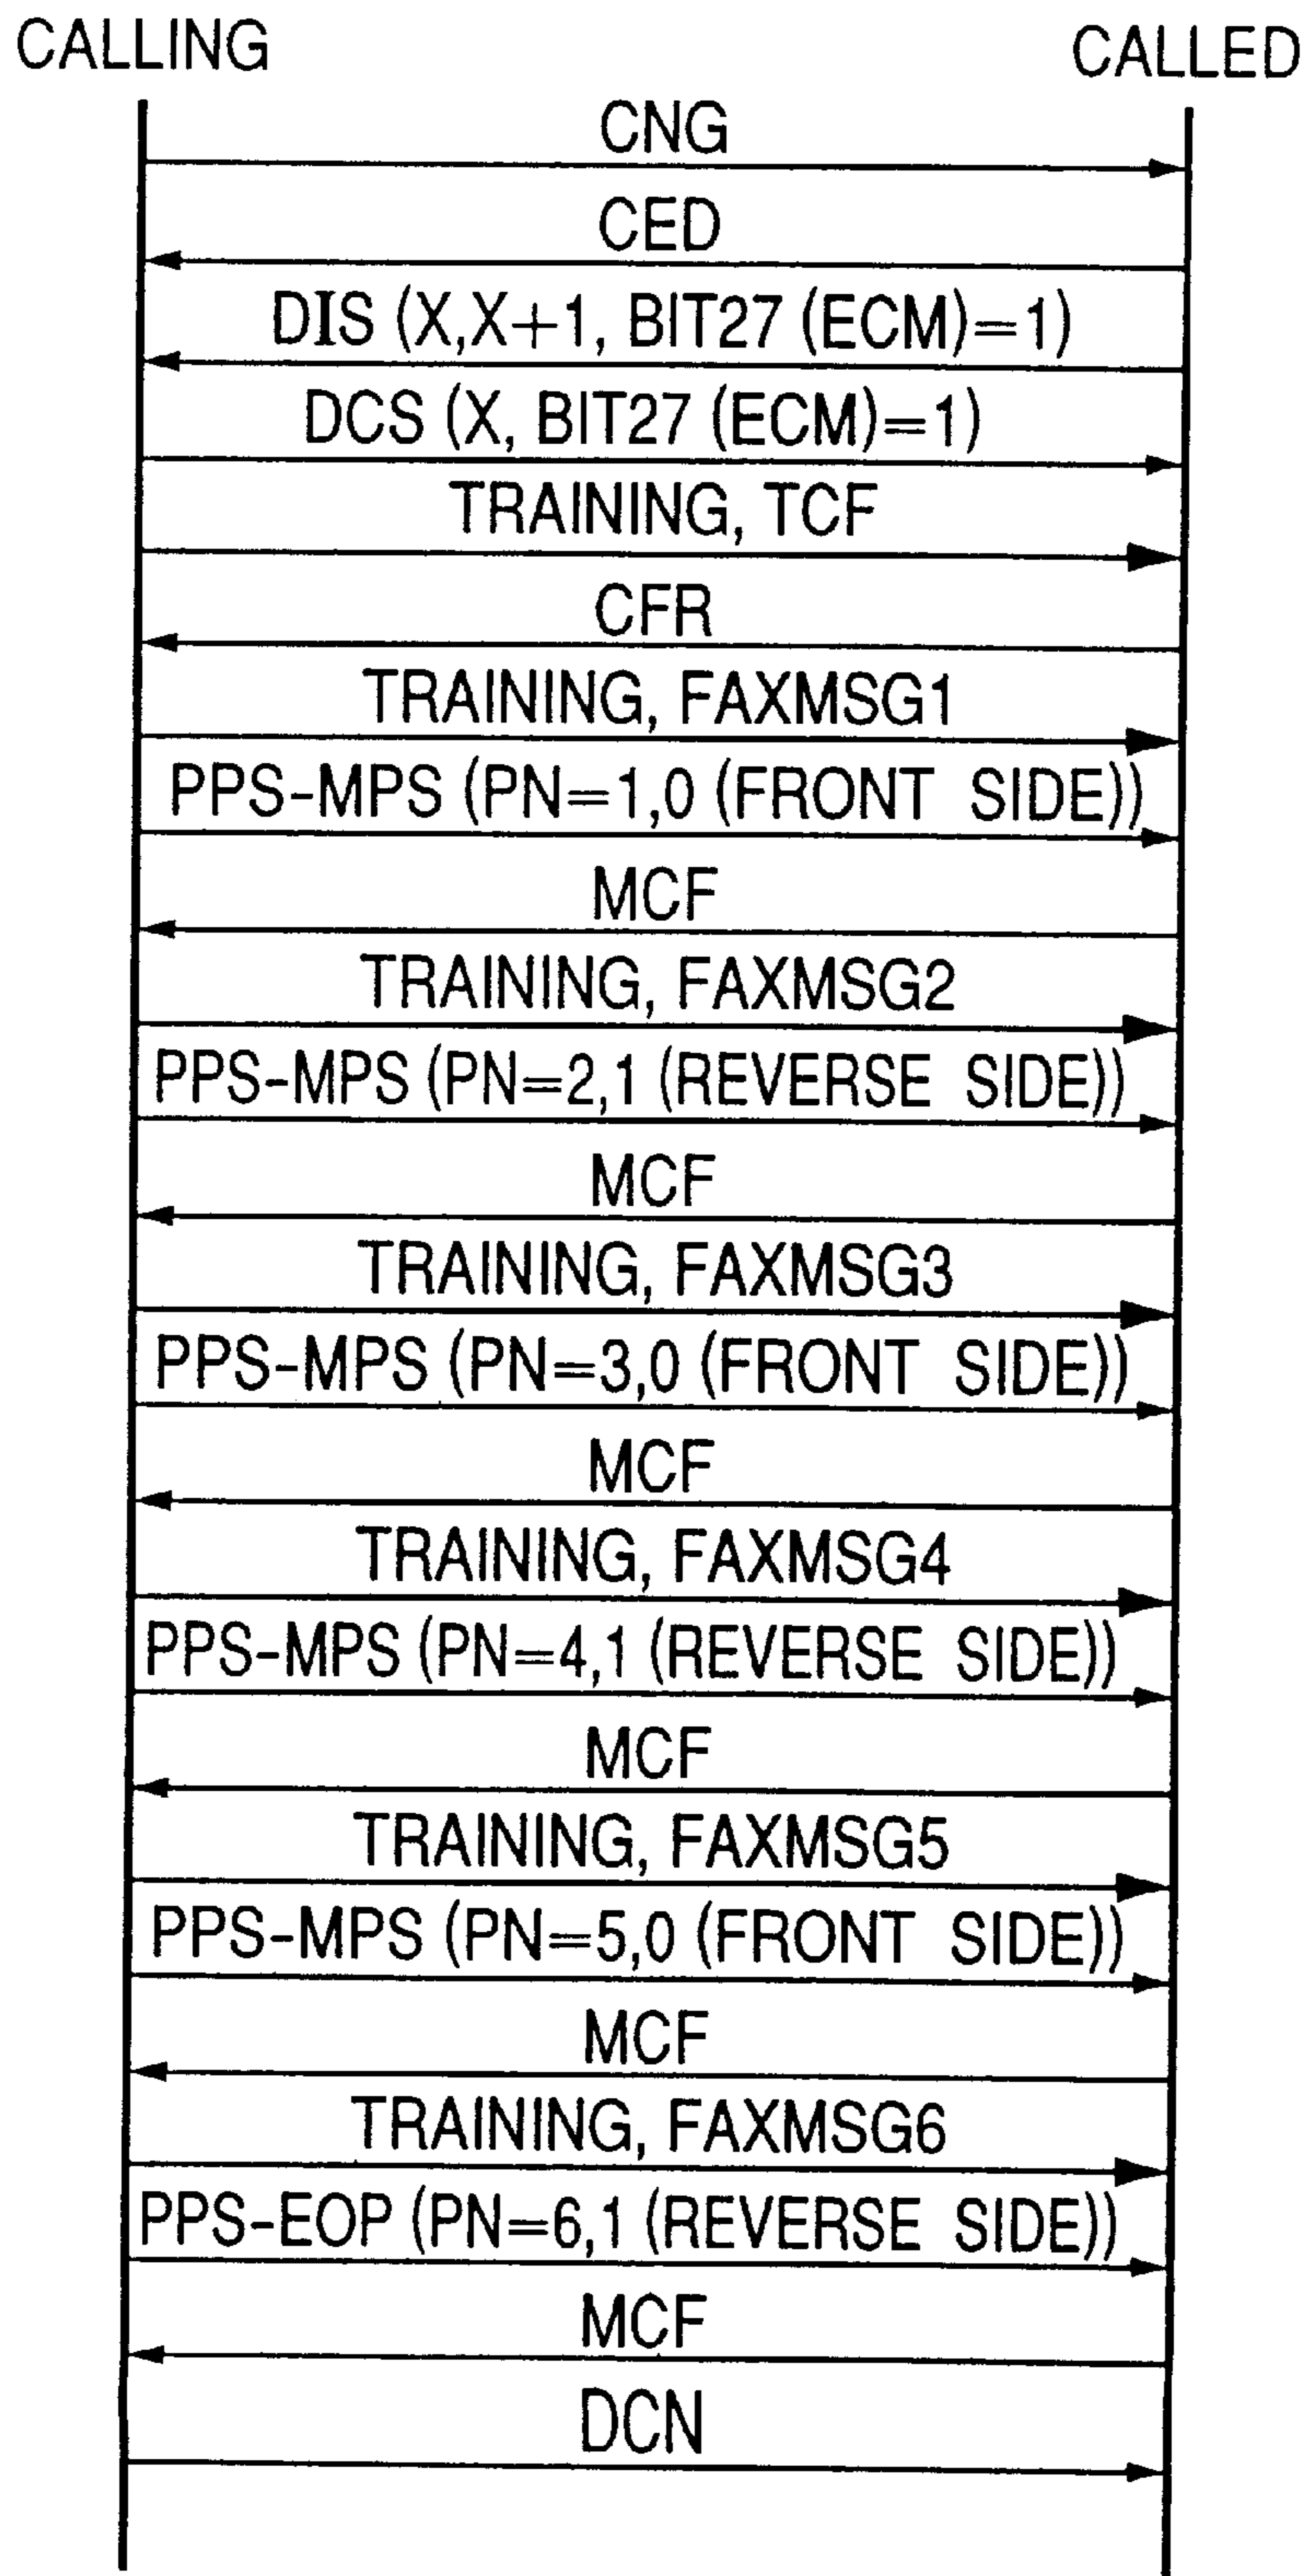 CALLING CALLED
CNG
CED
DIS (X,X+1, BIT27 (ECM)=1)
DCS (X, BIT27 (ECM)=1)
TRAINING, TCF
CFR
TRAINING, FAXMSG1
PPS-MPS (PN=1,0 (FRONT SIDE))
MCF
TRAINING, FAXMSG2
PPS-MPS (PN=2,1 (REVERSE SIDE))
MCF
TRAINING, FAXMSG3
PPS-MPS (PN=3,0 (FRONT SIDE))
MCF
TRAINING, FAXMSG4
PPS-MPS (PN=4,1 (REVERSE SIDE))
MCF
TRAINING, FAXMSG5
PPS-MPS (PN=5,0 (FRONT SIDE))
MCF
TRAINING, FAXMSG6
PPS-EOP (PN=6,1 (REVERSE SIDE))
MCF
DCN